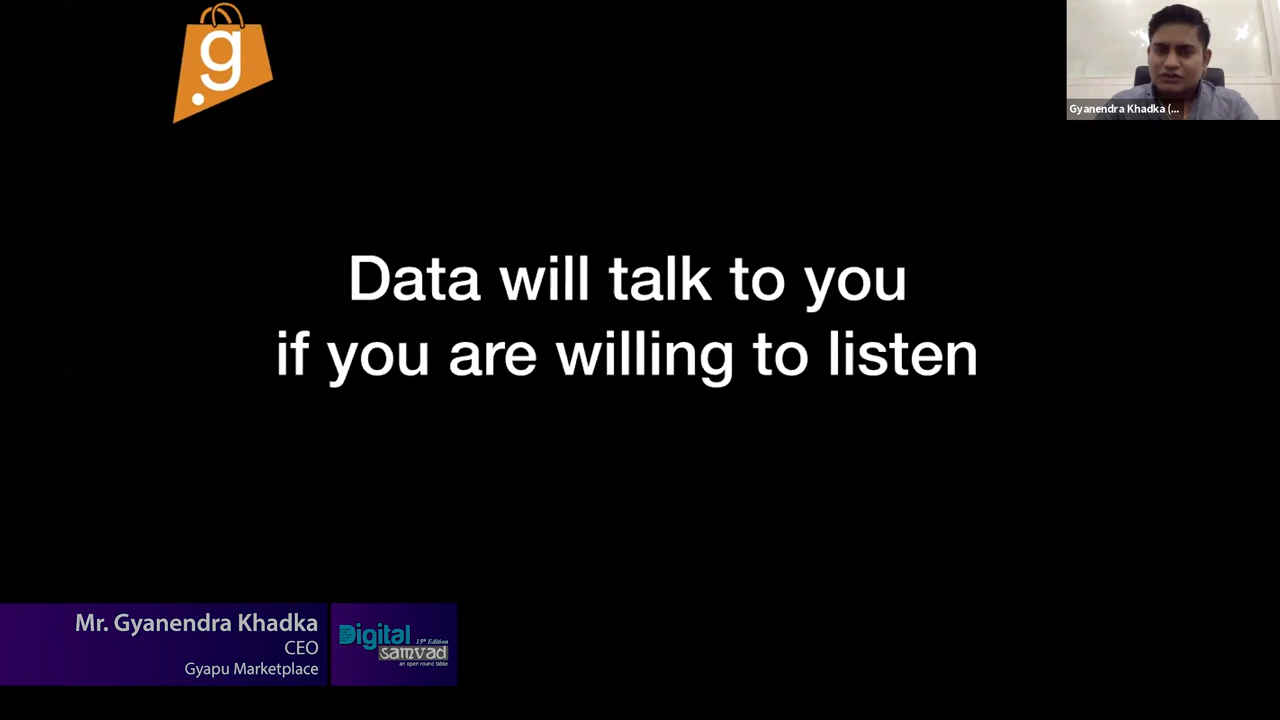 g
Gyanendra Khadka (...
Data will talk to you
if you are willing to listen
Mr. Gyanendra Khadka
CEO
Gyapu Marketplace
Digital
15th Edition
samvad
an open round table